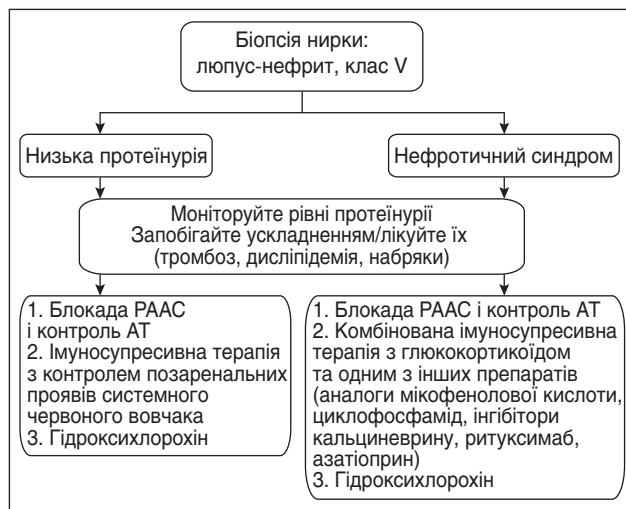 Біопсія нирки:
люпус-нефрит, клас V
Низька протеїнурія
Нефротичний синдром
Моніторуйте рівні протеїнурії
Запобігайте ускладненням/лікуйте їх
(тромбоз, дисліпідемія, набряки)
1. Блокада РААС
і контроль АТ
2. Імуносупресивна терапія
з контролем позаренальних
проявів системного
червоного вовчака
3. Гідроксихлорохін
1. Блокада РААС і контроль АТ
2. Комбінована імуносупресивна
терапія з глюкокортикоїдом
та одним з інших препаратів
(аналоги мікофенолової кислоти,
циклофосфамід, інгібітори
кальциневрину, ритуксимаб,
азатіоприн)
3. Гідроксихлорохін